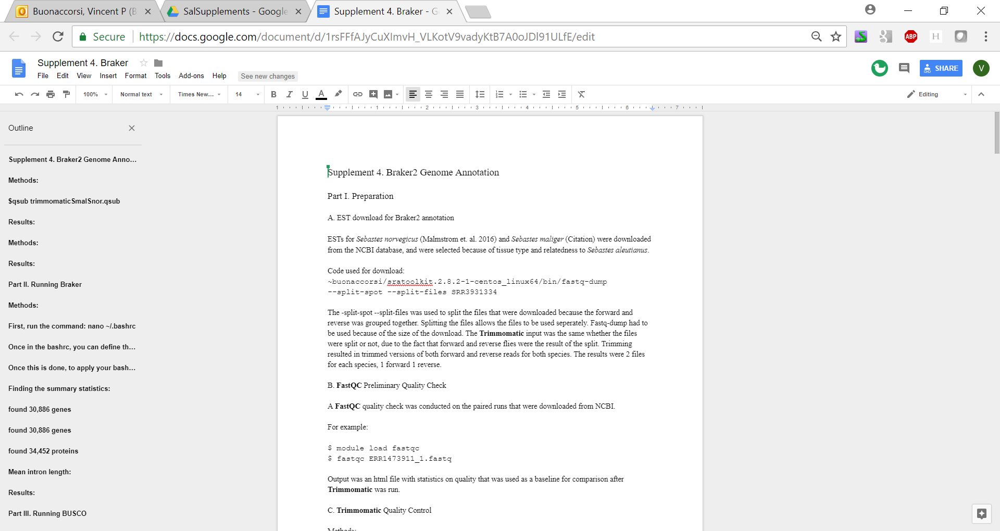 Buonaccorsi, Vincent P (B
SalSupplements - Google
Supplement 4. Braker - G
Secure https://docs.google.com/document/d/1rsFFfAJyCuXImvH_VLKotV9vadyKtB7A0oJDl91ULfE/edit
ABP
H
Supplement 4. Braker
File Edit View Insert Format Tools Add-ons Help See new changes
SHARE
V
100% Normal text Times New... 14 B I U A Editing
1 1 2 3 4 5 6 7
Outline
Supplement 4. Braker2 Genome Anno...
Methods:
$qsub trimmomaticSmalSnor.qsub
Results:
Methods:
Results:
Part II. Running Braker
Methods:
First, run the command: nano ~/.bashrc
Once in the bashrc, you can define th...
Once this is done, to apply your bash...
Finding the summary statistics:
found 30,886 genes
found 30,886 genes
found 34,452 proteins
Mean intron length:
Results:
Part III. Running BUSCO
Supplement 4. Braker2 Genome Annotation
Part I. Preparation
A. EST download for Braker2 annotation
ESTs for Sebastes norvegicus (Malmstrom et. al. 2016) and Sebastes maliger (Citation) were downloaded
from the NCBI database, and were selected because of tissue type and relatedness to Sebastes aleutianus.
Code used for download:
~buonaccorsi/sratoolkit.2.8.2-1-centos_linux64/bin/fastq-dump
--split-spot --split-files SRR3931334
The -split-spot --split-files was used to split the files that were downloaded because the forward and
reverse was grouped together. Splitting the files allows the files to be used seperately. Fastq-dump had to
be used because of the size of the download. The Trimmomatic input was the same whether the files
were split or not, due to the fact that forward and reverse flies were the result of the split. Trimming
resulted in trimmed versions of both forward and reverse reads for both species. The results were 2 files
for each species, 1 forward 1 reverse.
B. FastQC Preliminary Quality Check
A FastQC quality check was conducted on the paired runs that were downloaded from NCBI.
For example:
$ module load fastqc
$ fastqc ERR1473911_1.fastq
Output was an html file with statistics on quality that was used as a baseline for comparison after
Trimmomatic was run.
C. Trimmomatic Quality Control
Methods: